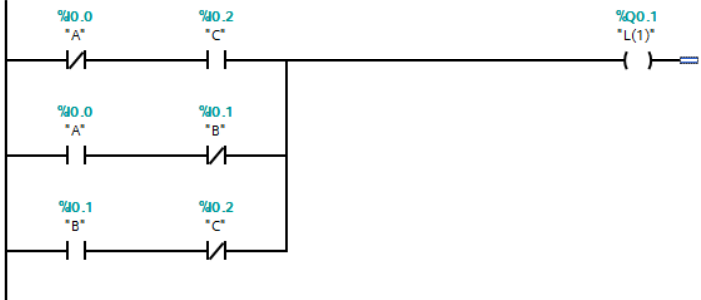 %I0.0 %I0.2 %Q0.1
"A" "C" "L(1)"
%I0.0 %I0.1
"A" "B"
%I0.1 %I0.2
"B" "C"